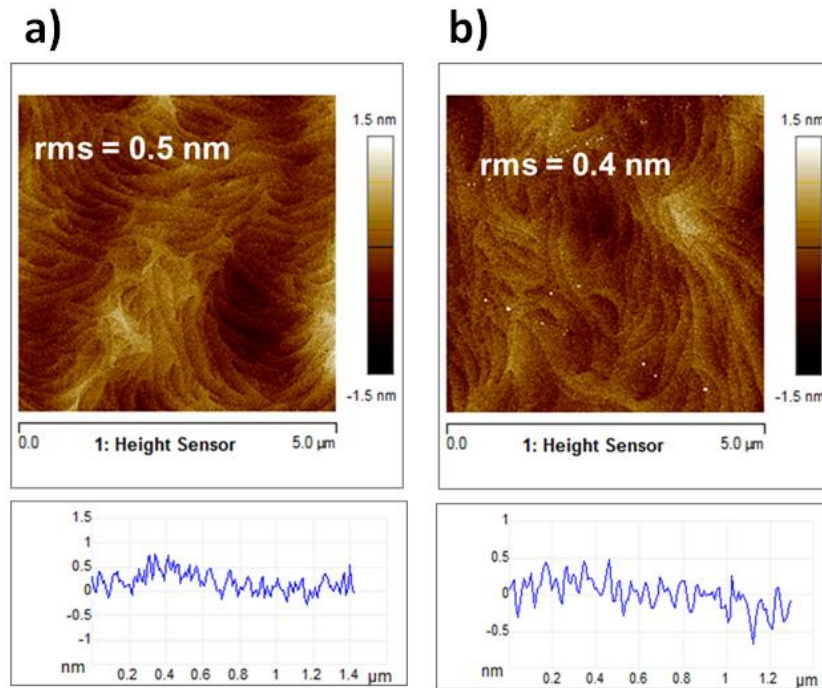 a)
rms = 0.5 nm
1.5 nm
-1.5 nm
0.0 1: Height Sensor 5.0 µm
1.5
1
0.5
0
-0.5
-1
nm 0.2 0.4 0.6 0.8 1 1.2 1.4 µm
b)
rms = 0.4 nm
1.5 nm
-1.5 nm
0.0 1: Height Sensor 5.0 µm
1
0.5
0
-0.5
nm 0.2 0.4 0.6 0.8 1 1.2 µm